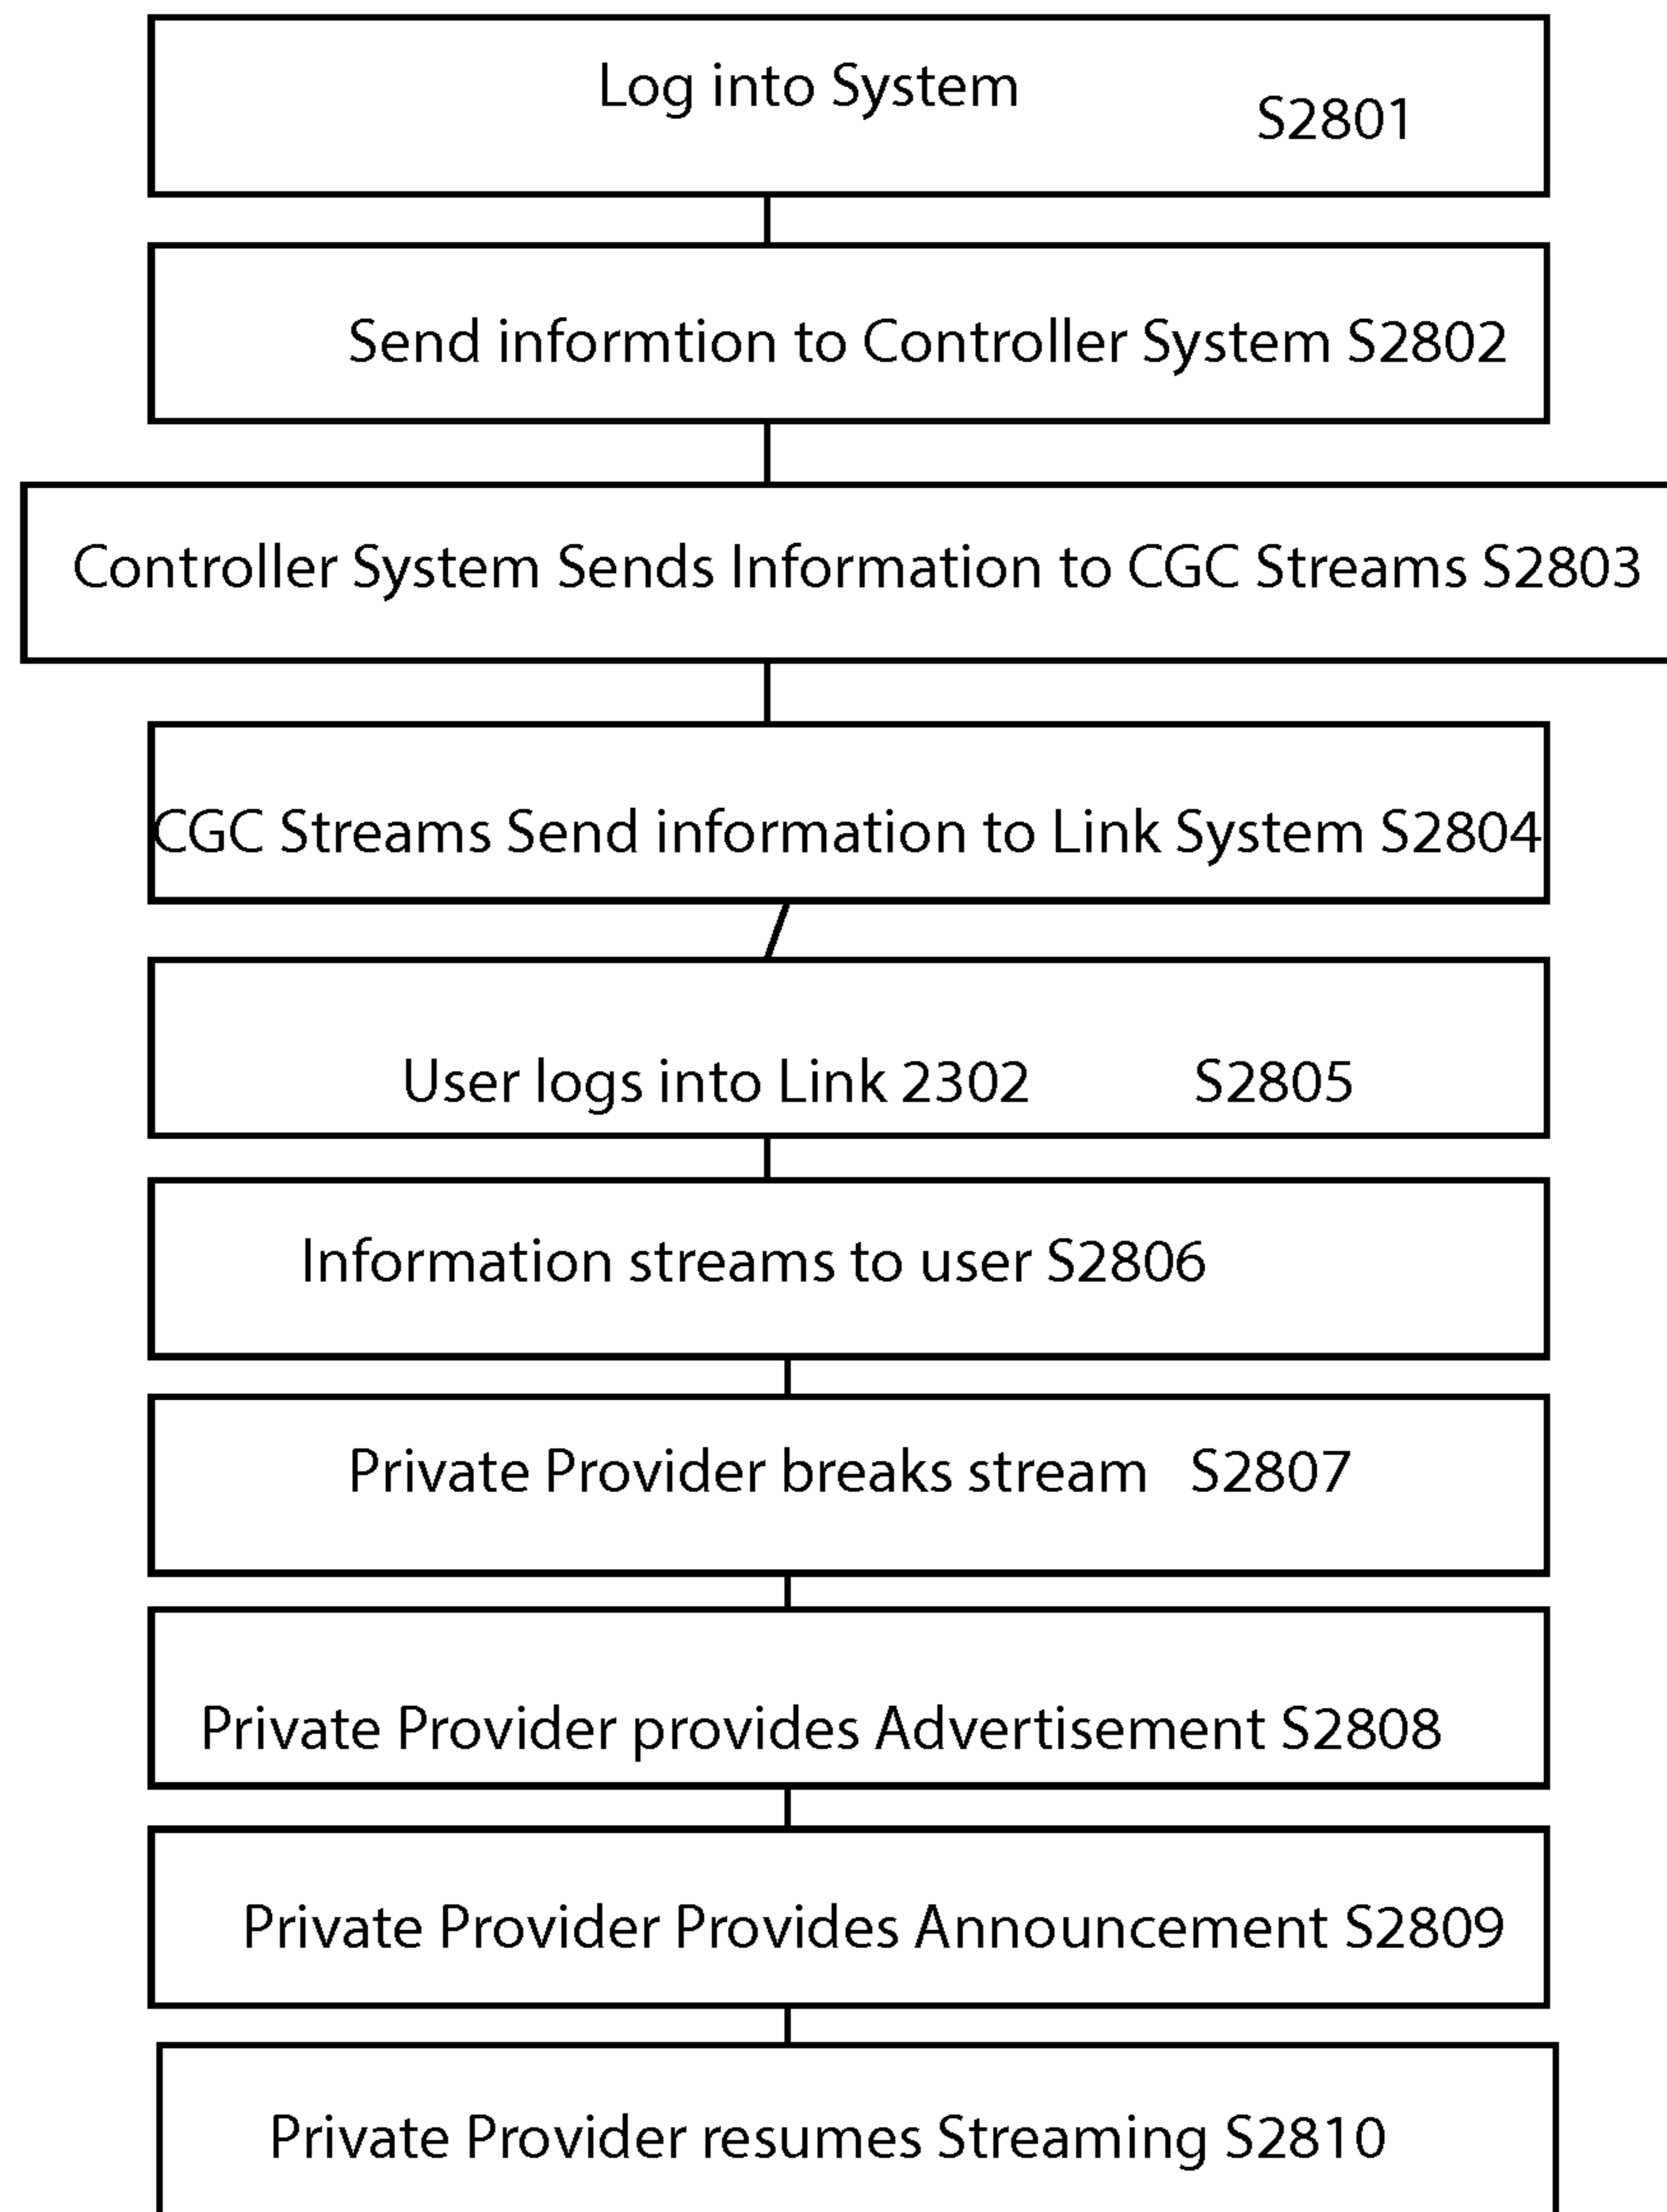 Log into System S2801
Send informtion to Controller System S2802
Controller System Sends Information to CGC Streams S2803
CGC Streams Send information to Link System S2804
User logs into Link 2302 S2805
Information streams to user S2806
Private Provider breaks stream S2807
Private Provider provides Advertisement S2808
Private Provider Provides Announcement S2809
Private Provider resumes Streaming S2810